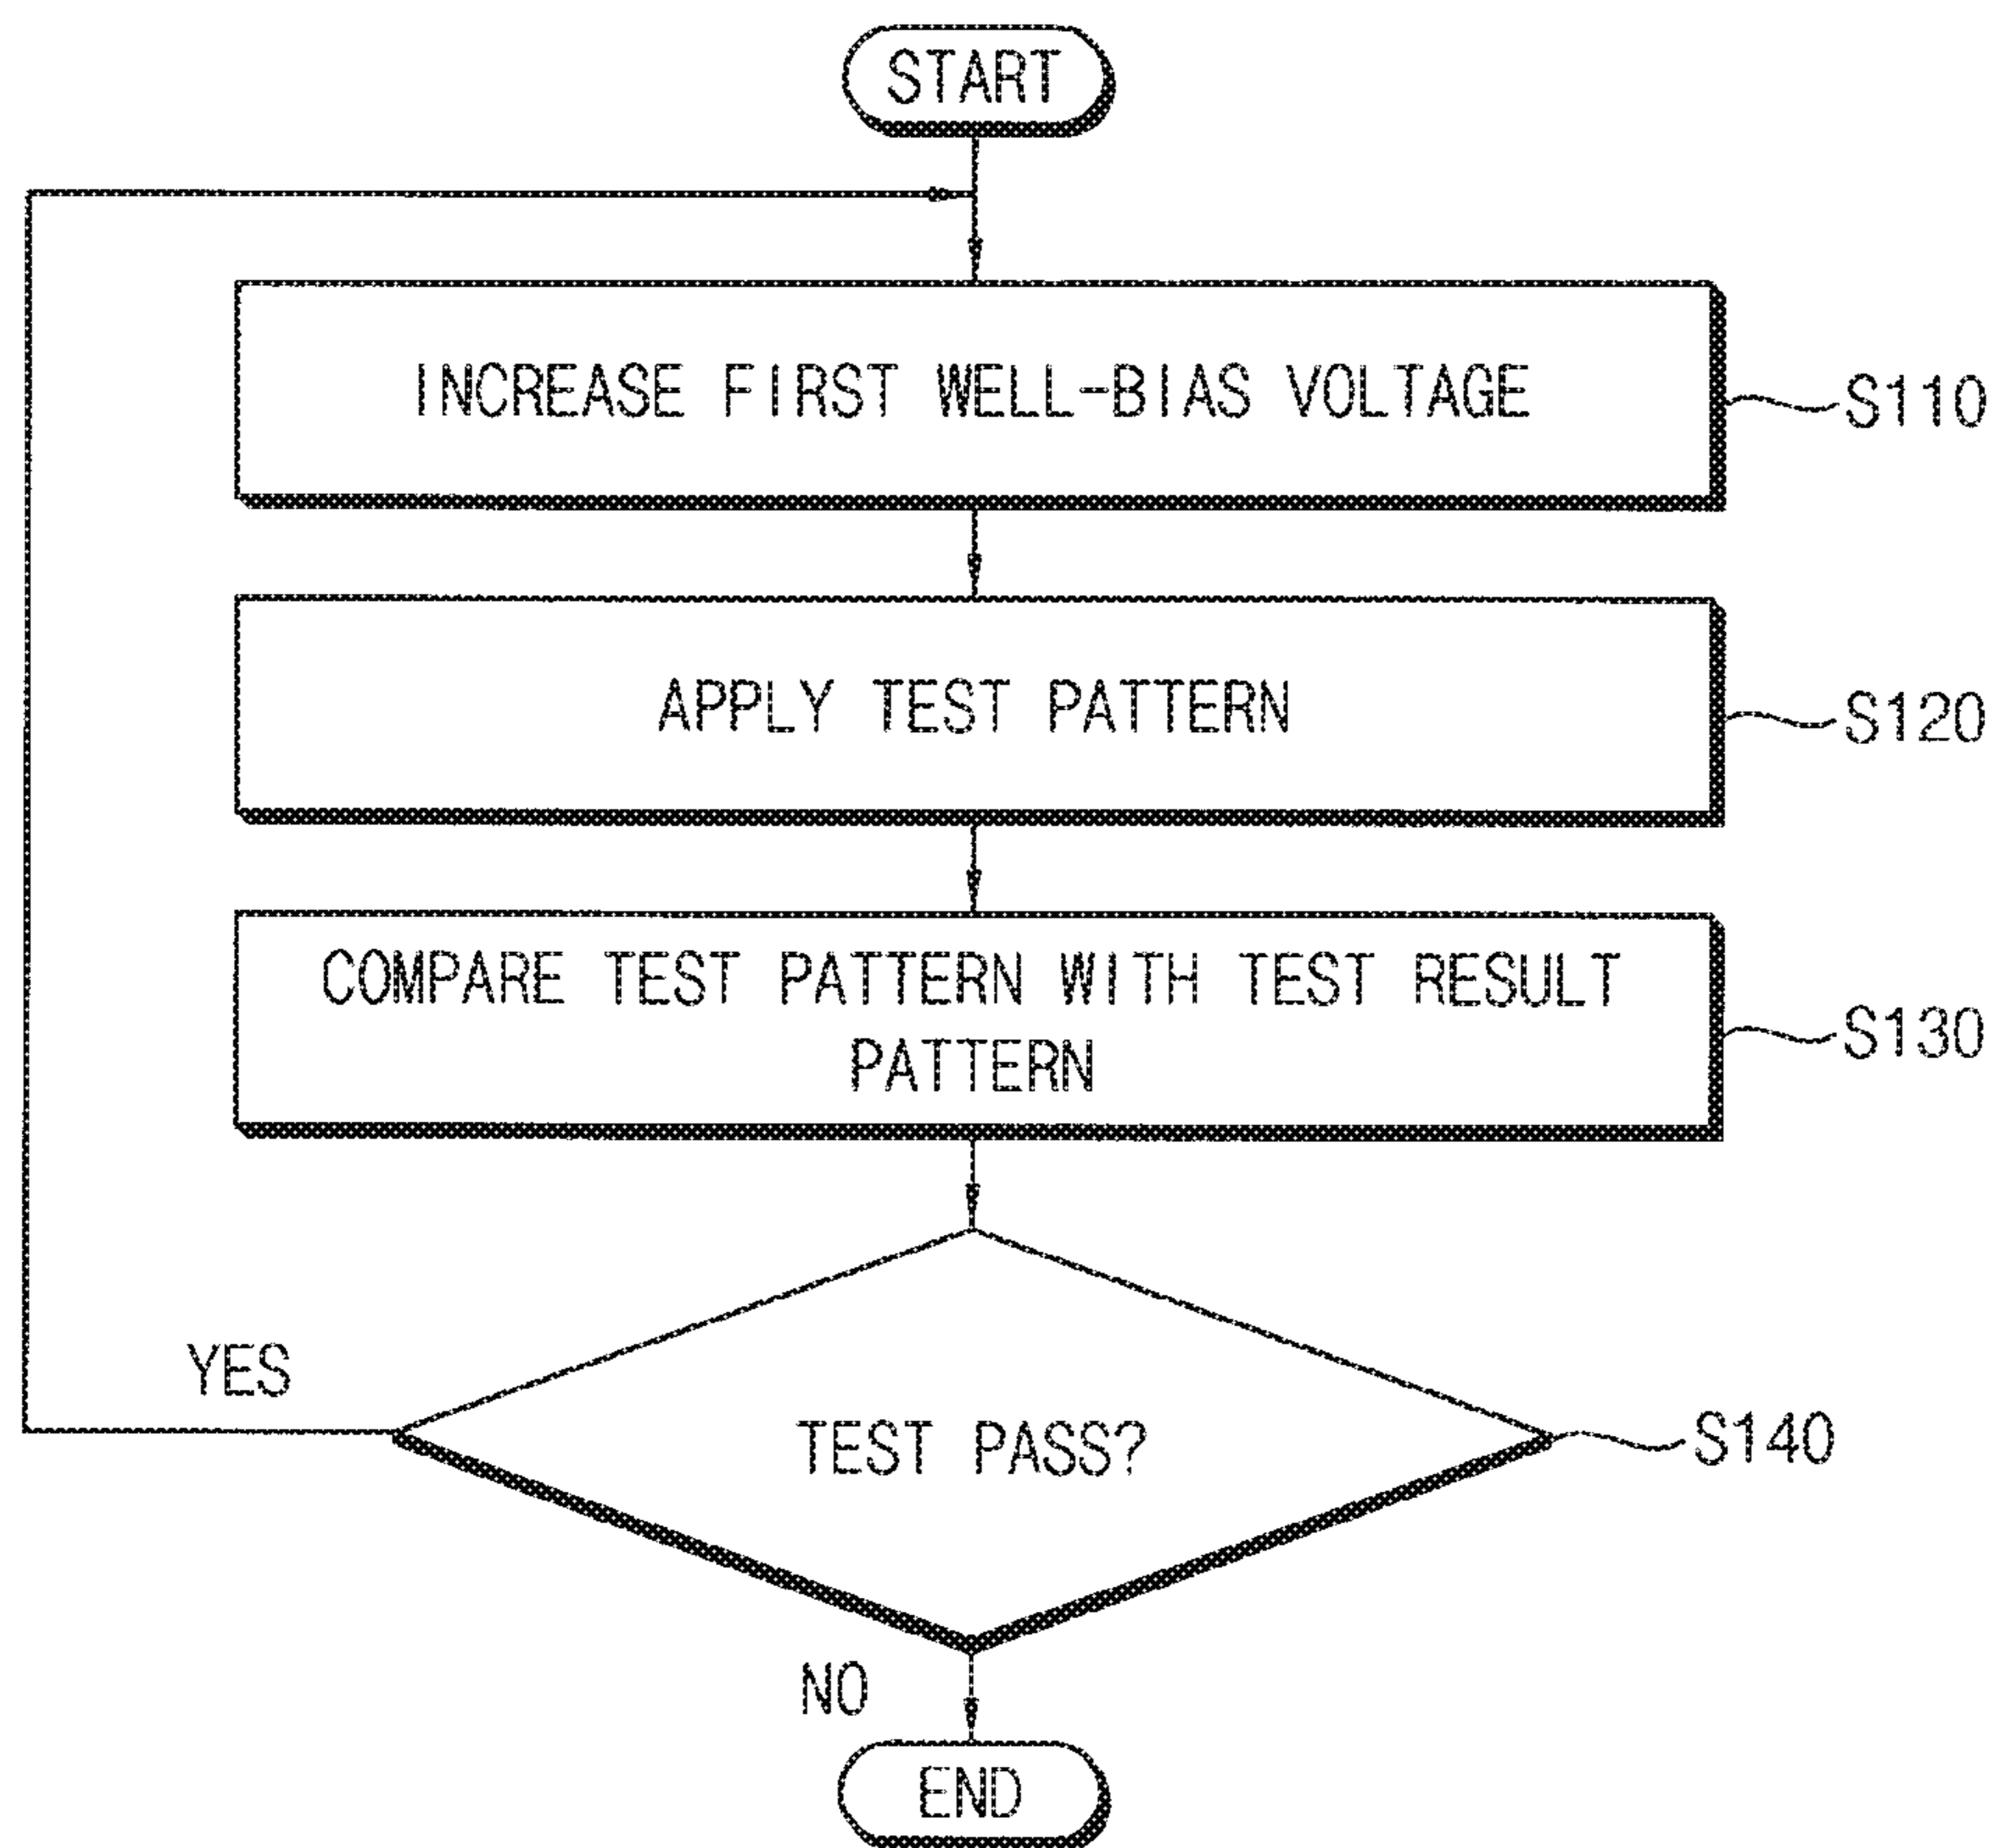 START
INCREASE FIRST WELL-BIAS VOLTAGE
S110
APPLY TEST PATTERN
S120
COMPARE TEST PATTERN WITH TEST RESULT
PATTERN
S130
YES
TEST PASS?
S140
NO
END